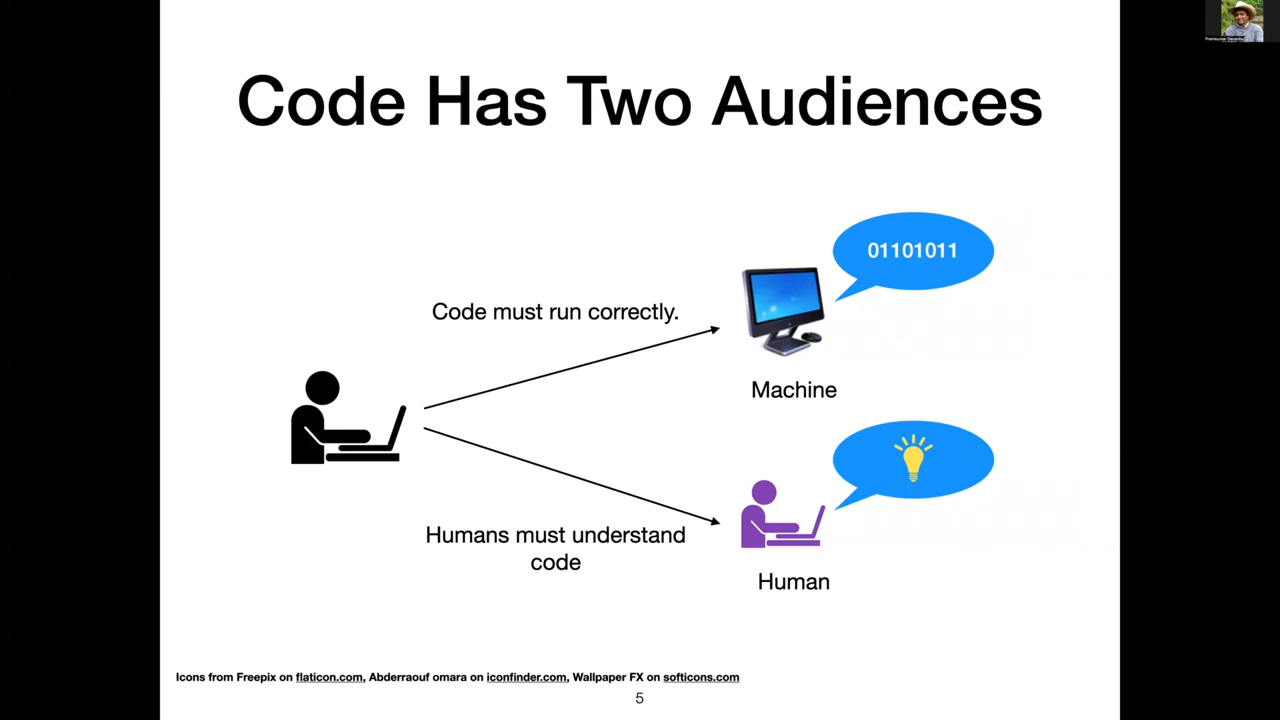 Code Has Two Audiences
01101011
Code must run correctly.
Machine
Humans must understand
code
Human
Icons from Freepix on flaticon.com, Abderraouf omara on iconfinder.com, Wallpaper FX on softicons.com
5